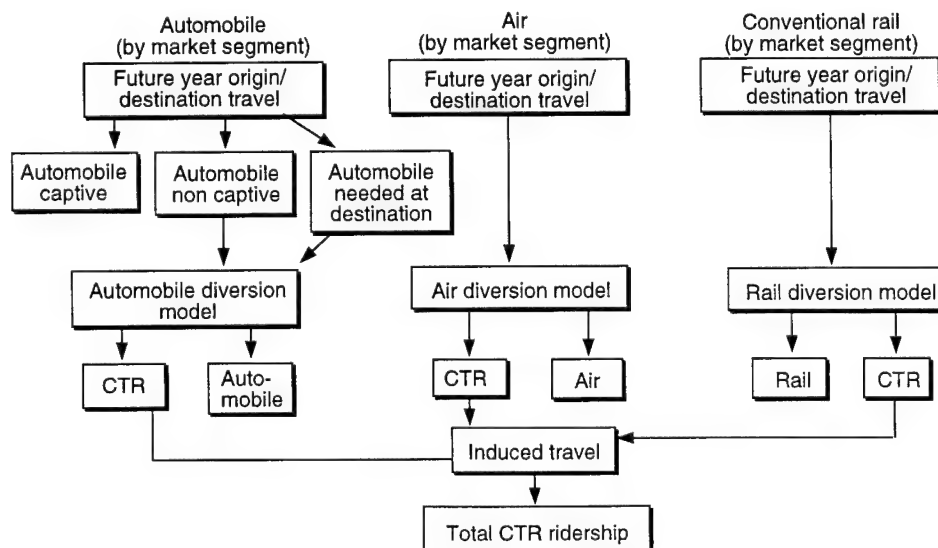 Automobile
(by market segment)
Future year origin/
destination travel
Automobile
captive
Automobile
non captive
Automobile
needed at
destination
Automobile diversion
model
CTR
Auto-
mobile
Air
(by market segment)
Future year origin/
destination travel
Air diversion model
CTR
Air
Conventional rail
(by market segment)
Future year origin/
destination travel
Rail diversion model
Rail
CTR
Induced travel
Total CTR ridership